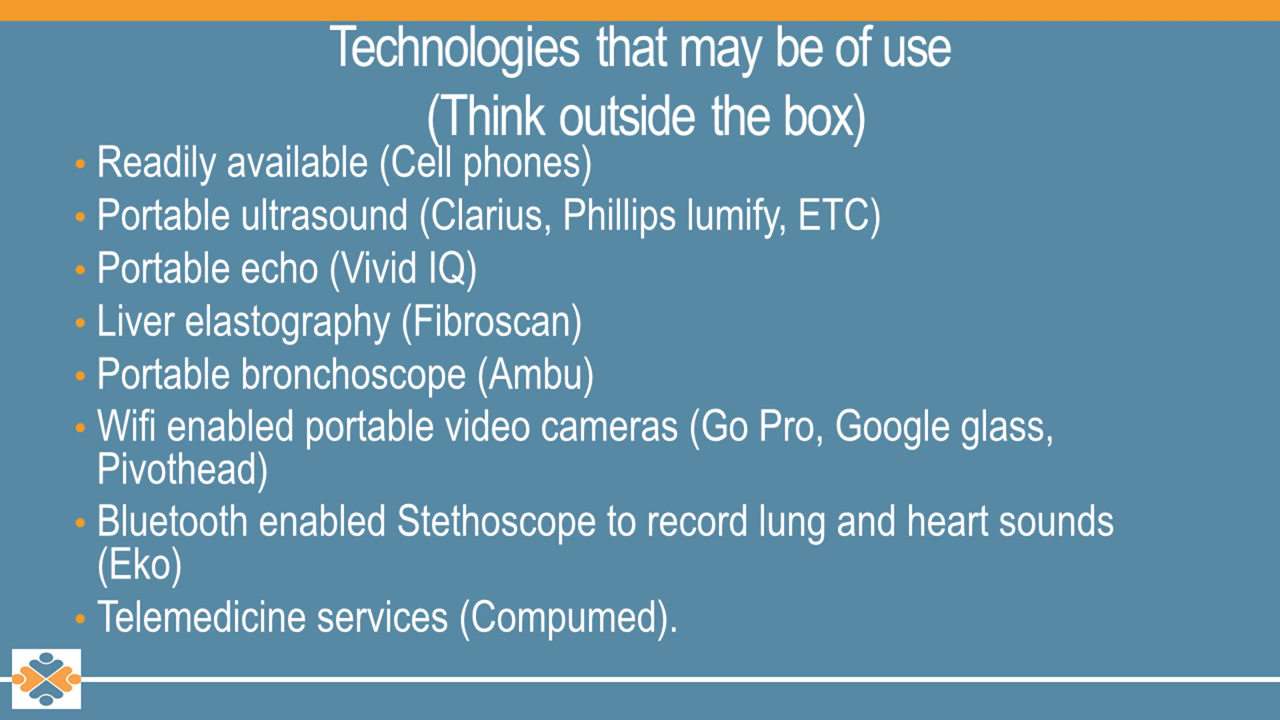 Technologies that may be of use
(Think outside the box)
• Readily available (Cell phones)
• Portable ultrasound (Clarius, Phillips lumify, ETC)
• Portable echo (Vivid IQ)
• Liver elastography (Fibroscan)
• Portable bronchoscope (Ambu)
• Wifi enabled portable video cameras (Go Pro, Google glass,
Pivothead)
• Bluetooth enabled Stethoscope to record lung and heart sounds
(Eko)
• Telemedicine services (Compumed).